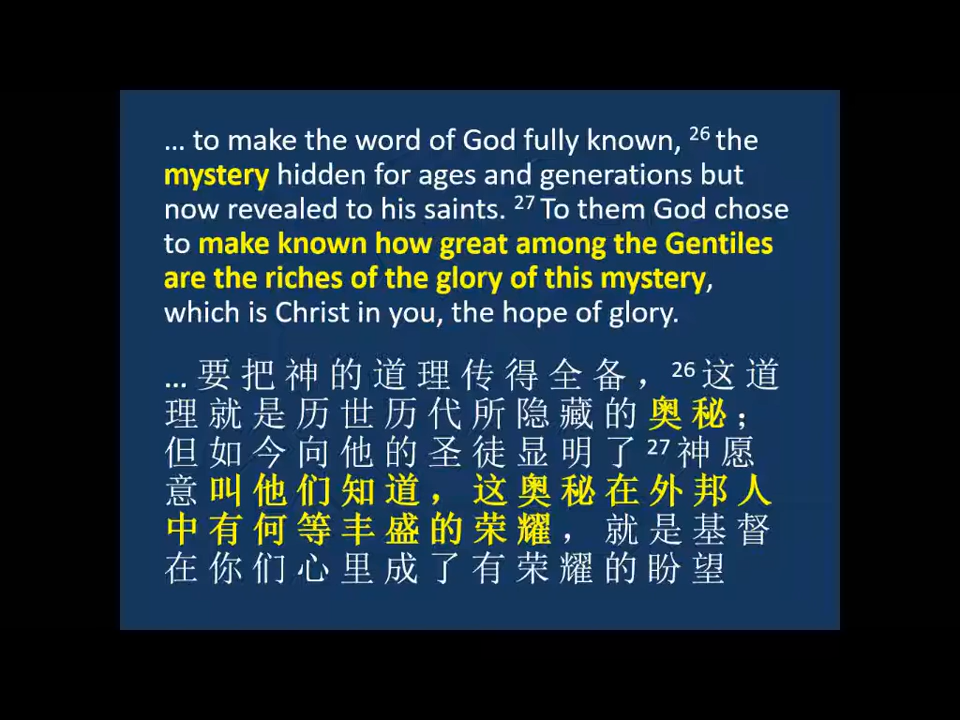 … to make the word of God fully known, 26 the
mystery hidden for ages and generations but
now revealed to his saints. 27 To them God chose
to make known how great among the Gentiles
are the riches of the glory of this mystery,
which is Christ in you, the hope of glory.
… 要把神的道理传得全备，26 这道
理就是历世历代所隐藏的奥秘；
但如今向他的圣徒显明了 27 神愿
意叫他们知道，这奥秘在外邦人
中有何等丰盛的荣耀，就是基督
在你们心里成了有荣耀的盼望